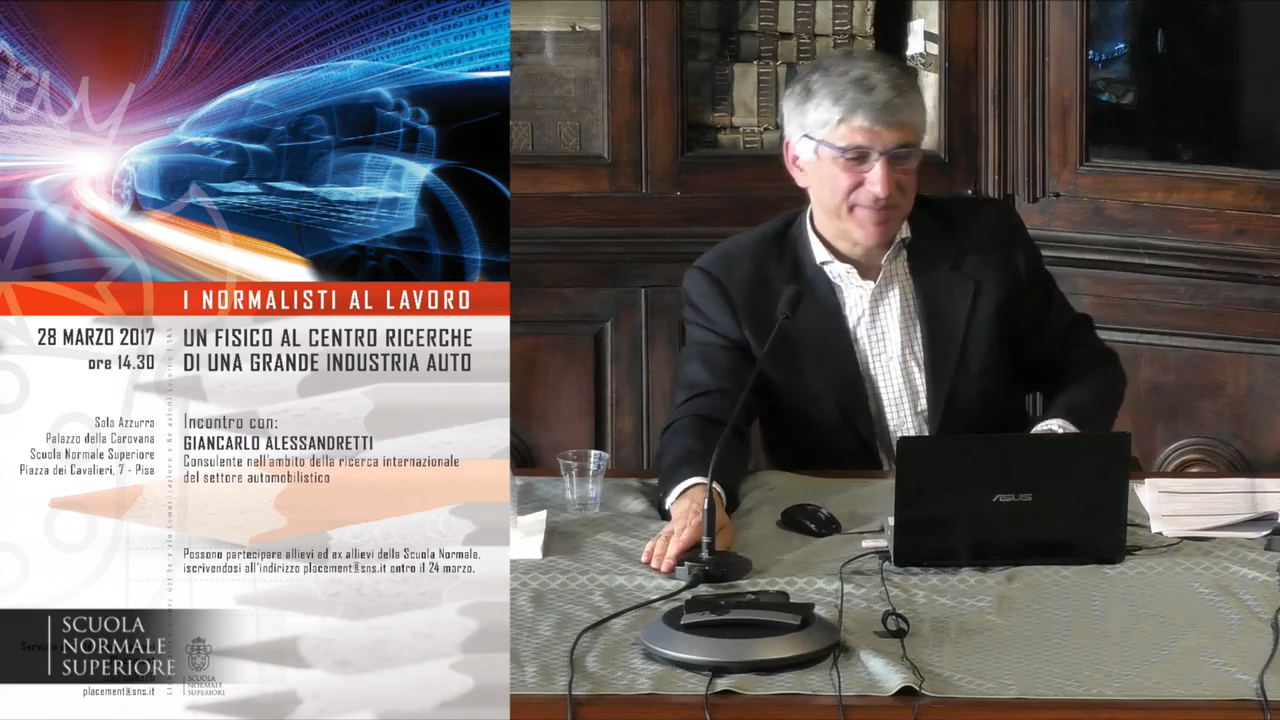 I NORMALISTI AL LAVORO
28 MARZO 2017
ore 14.30
UN FISICO AL CENTRO RICERCHE
DI UNA GRANDE INDUSTRIA AUTO
Sala Azzurra
Palazzo della Carovana
Scuola Normale Superiore
Piazza dei Cavalieri, 7 - Pisa
Incontro con:
GIANCARLO ALESSANDRETTI
Consulente nell'ambito della ricerca internazionale
del settore automobilistico
Possono partecipare allievi ed ex allievi della Scuola Normale,
iscrivendosi all'indirizzo placement@sns.it entro il 24 marzo.
SCUOLA
NORMALE
SUPERIORE
placement@sns.it
SCUOLA
NORMALE
SUPERIORE
ASUS